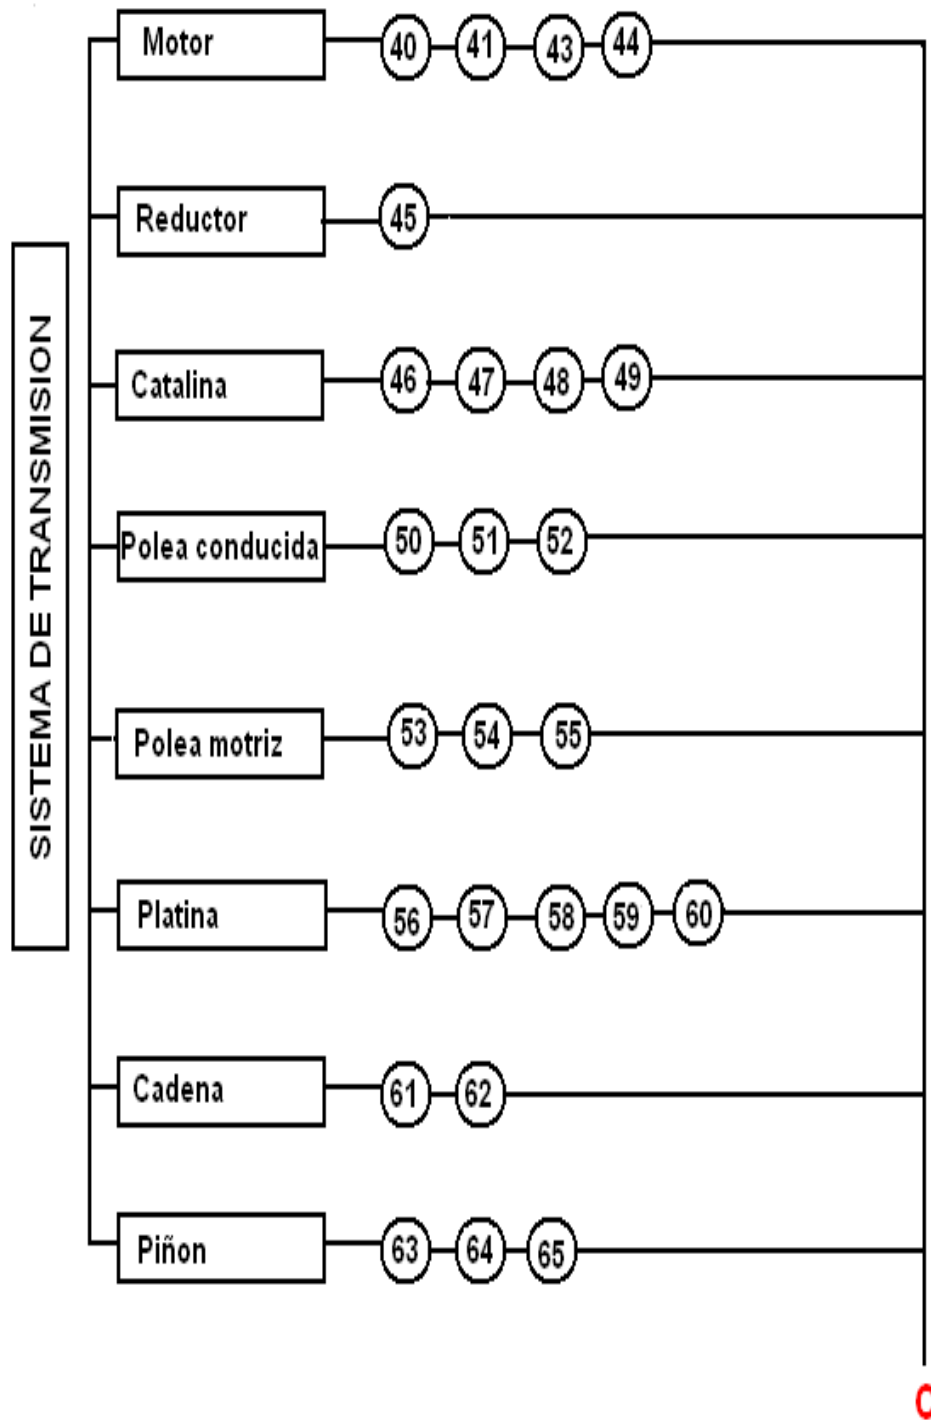 SISTEMA DE TRANSMISION
Motor 40 41 43 44
Reductor 45
Catalina 46 47 48 49
Polea conducida 50 51 52
Polea motriz 53 54 55
Platina 56 57 58 59 60
Cadena 61 62
Piñon 63 64 65